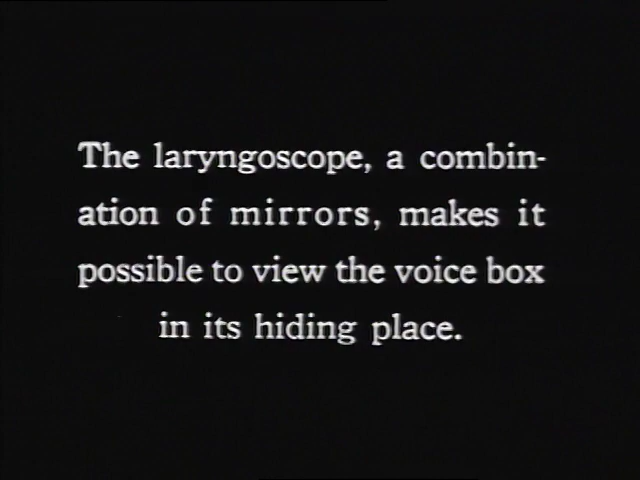 The laryngoscope, a combin-
ation of mirrors, makes it
possible to view the voice box
in its hiding place.